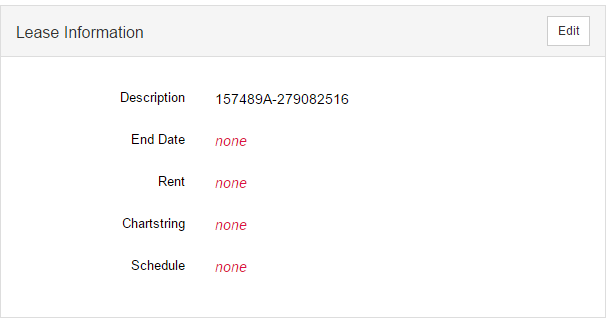 Lease Information
Edit
Description 157489A-279082516
End Date none
Rent none
Chartstring none
Schedule none